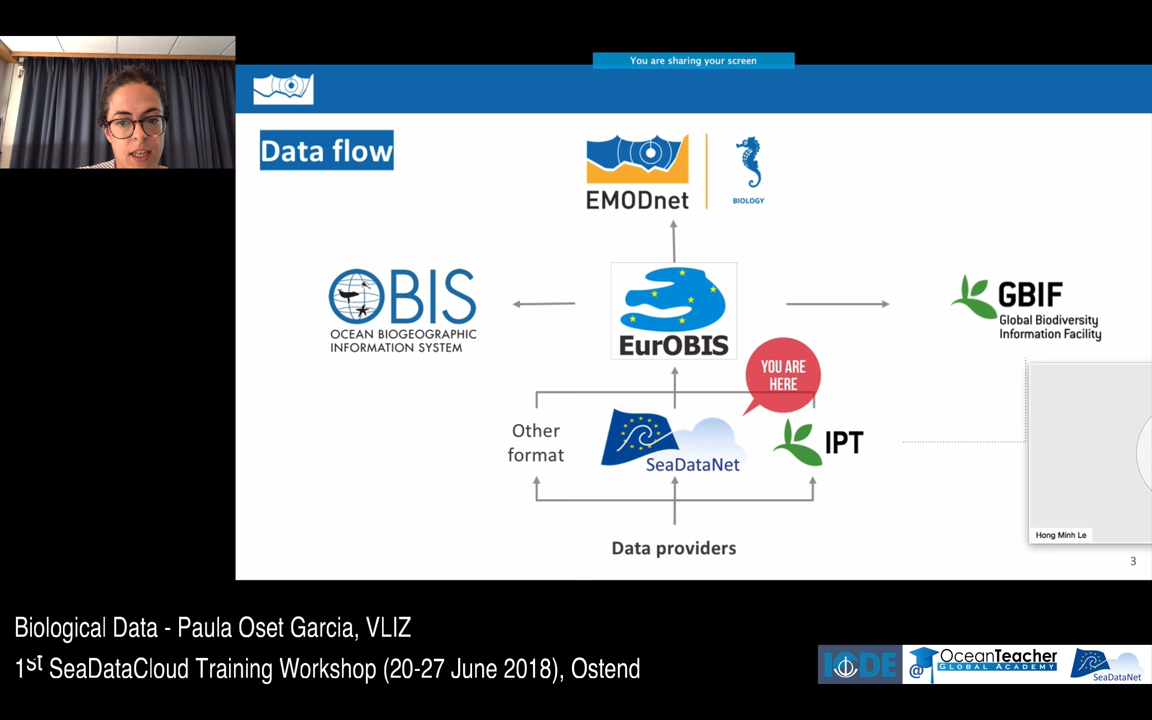 You are sharing your screen
Data flow
EMODnet
BIOLOGY
OBIS
OCEAN BIOGEOGRAPHIC
INFORMATION SYSTEM
EurOBIS
GBIF
Global Biodiversity
Information Facility
YOU ARE
HERE
Other
format
SeaDataNet
IPT
Data providers
Hong Minh Le
3
Biological Data - Paula Oset Garcia, VLIZ
1st SeaDataCloud Training Workshop (20-27 June 2018), Ostend
IODE
@
OceanTeacher
GLOBAL ACADEMY
SeaDataNet